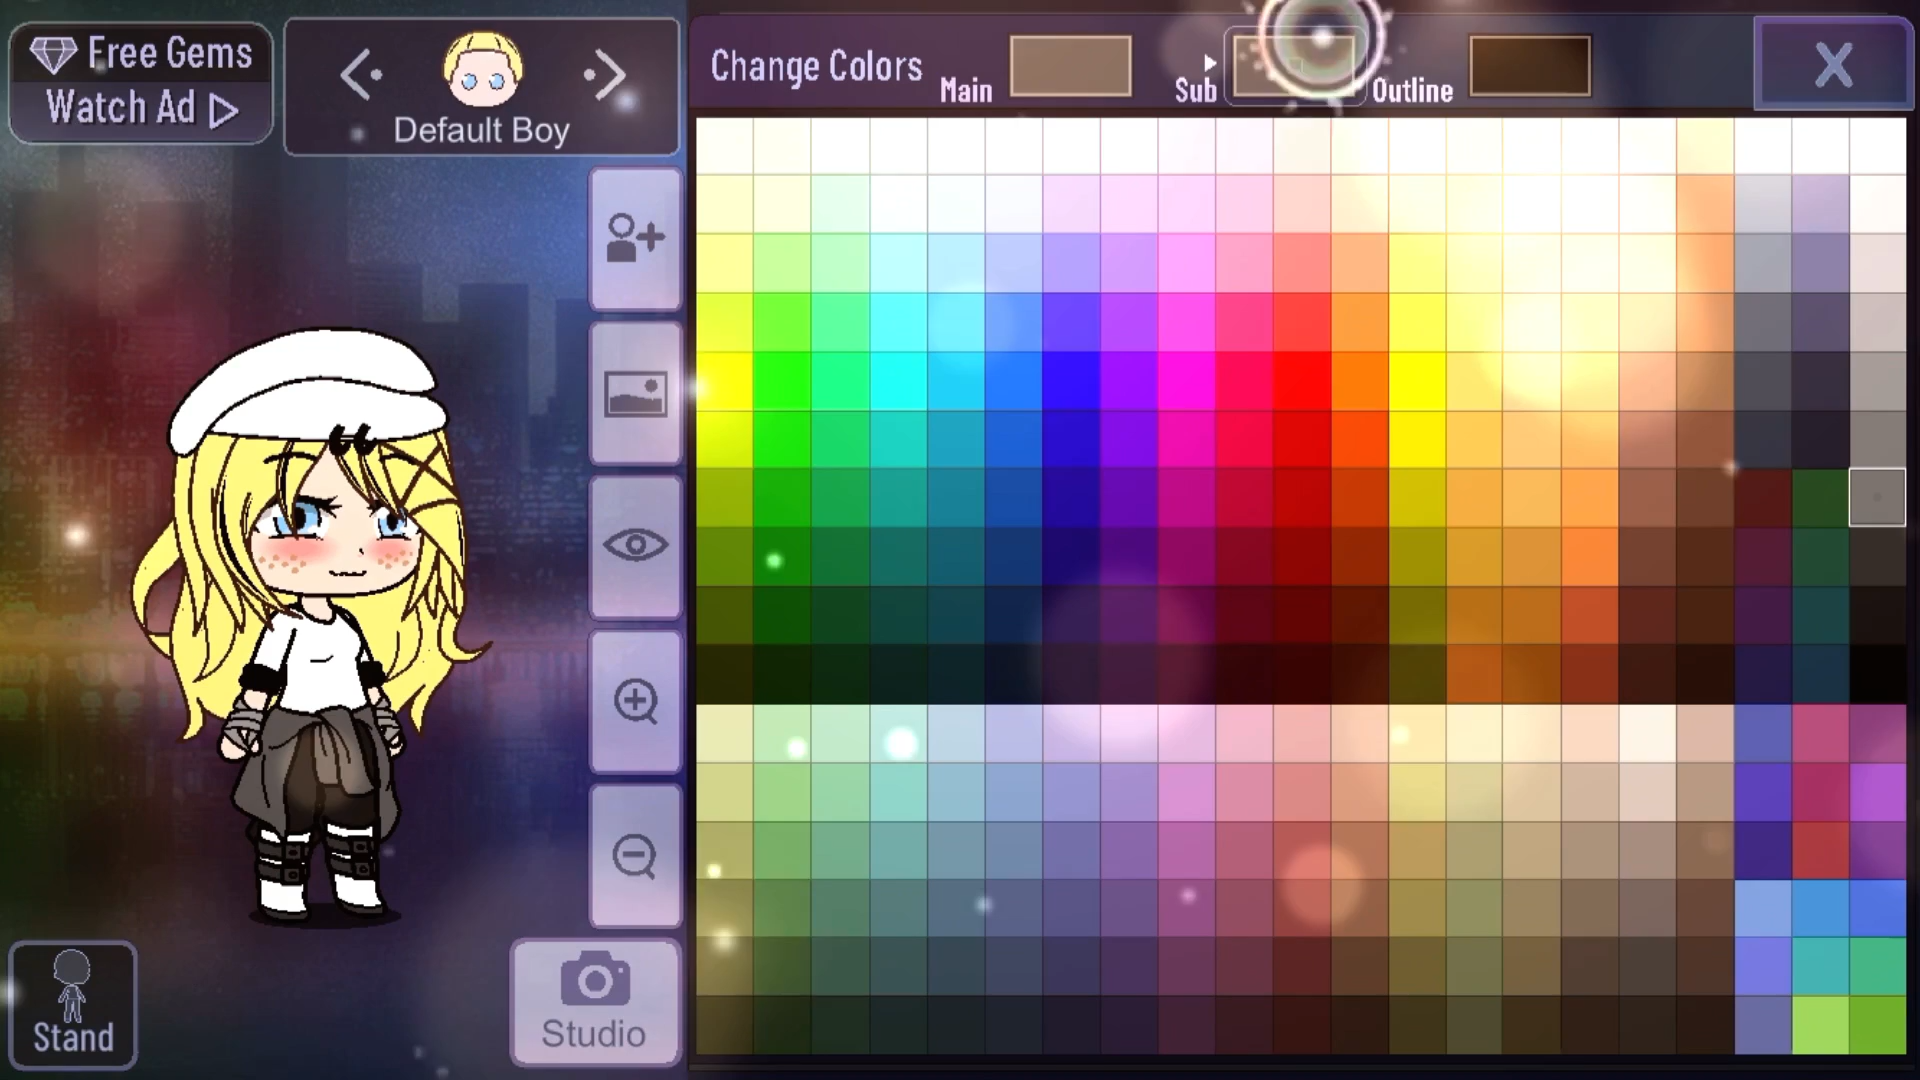 Free Gems
Watch Ad
Default Boy
Change Colors
Main
Sub
Outline
X
Stand
Studio